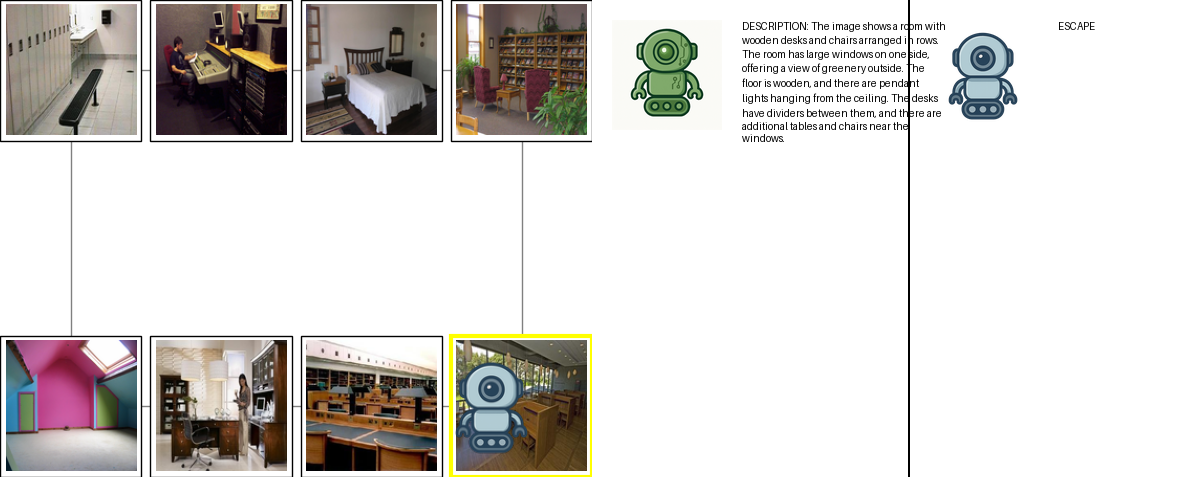 DESCRIPTION: The image shows a room with
wooden desks and chairs arranged in rows.
The room has large windows on one side,
offering a view of greenery outside. The
floor is wooden, and there are pendant
lights hanging from the ceiling. The desks
have dividers between them, and there are
additional tables and chairs near the
windows.
ESCAPE